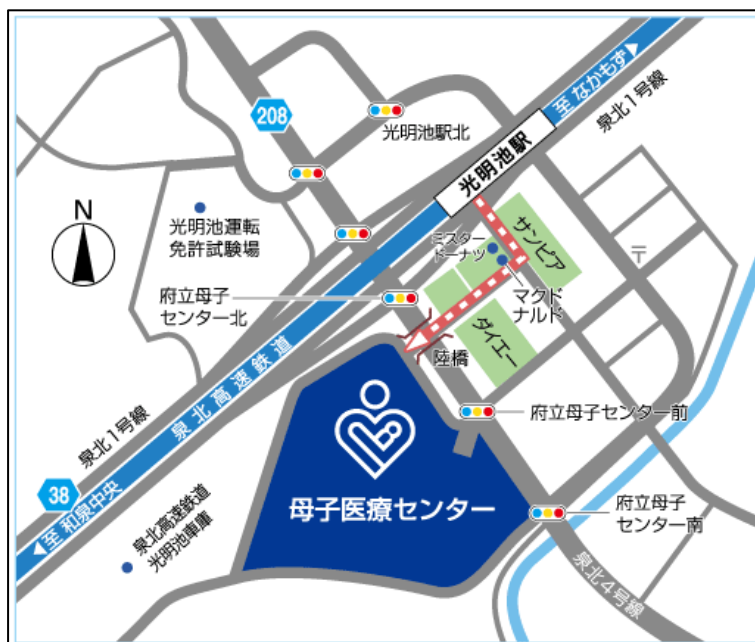 至 なかもず
泉北1号線
208
光明池駅北
光明池駅
N
光明池運転
免許試験場
ミスター
ドーナツ
サンピア
〒
マクド
ナルド
府立母子
センター北
ダイエー
陸橋
泉北高速鉄道
府立母子センター前
泉北1号線
38
至 和泉中央
母子医療センター
泉北高速鉄道
光明池車庫
府立母子
センター南
泉北4号線